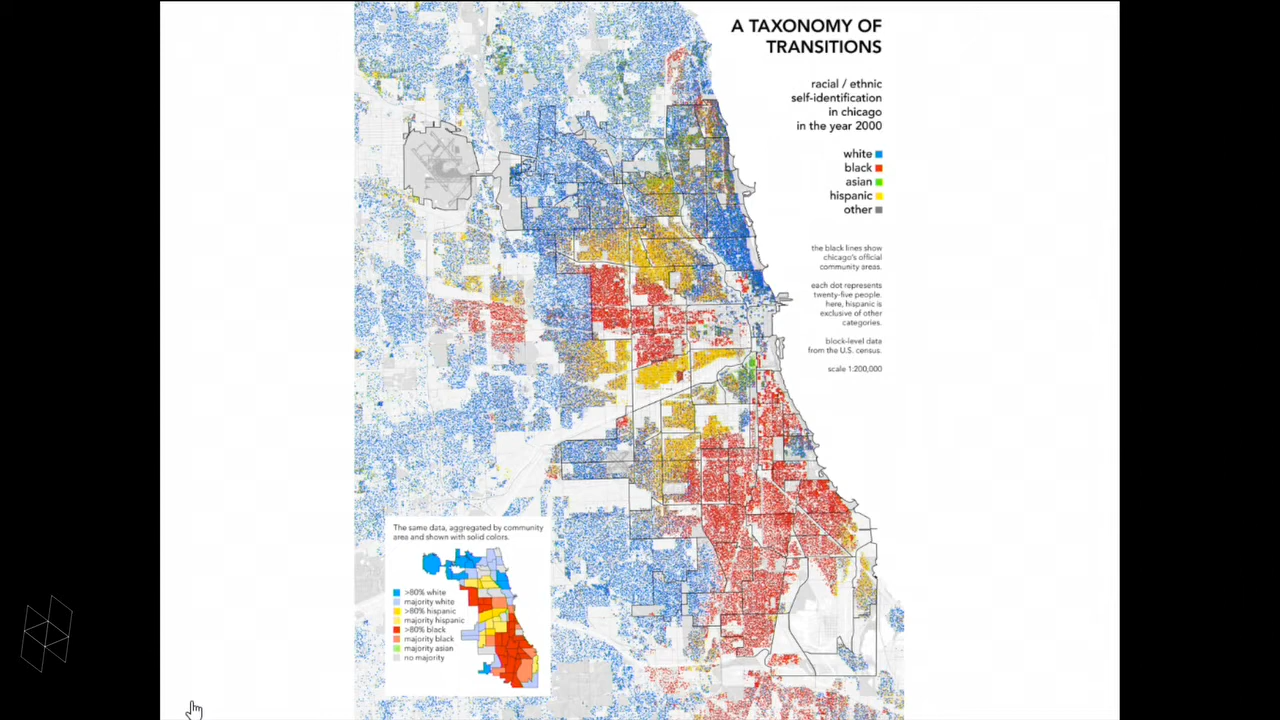 A TAXONOMY OF
TRANSITIONS
racial / ethnic
self-identification
in chicago
in the year 2000
white
black
asian
hispanic
other
the black lines show
chicago's official
community areas.
each dot represents
twenty-five people.
here, hispanic is
exclusive of other
categories.
block-level data
from the U.S. census.
scale 1:200,000
The same data, aggregated by community
area and shown with solid colors.
>80% white
majority white
>80% hispanic
majority hispanic
>80% black
majority black
majority asian
no majority